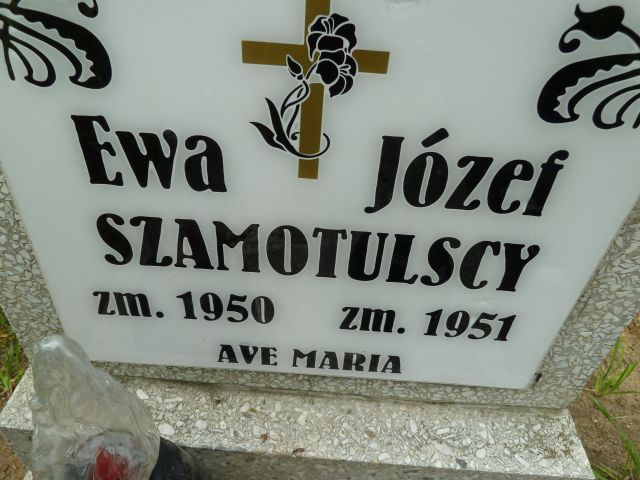 Ewa Józef
SZAMOTULSCY
zm. 1950 zm. 1951
AVE MARIA